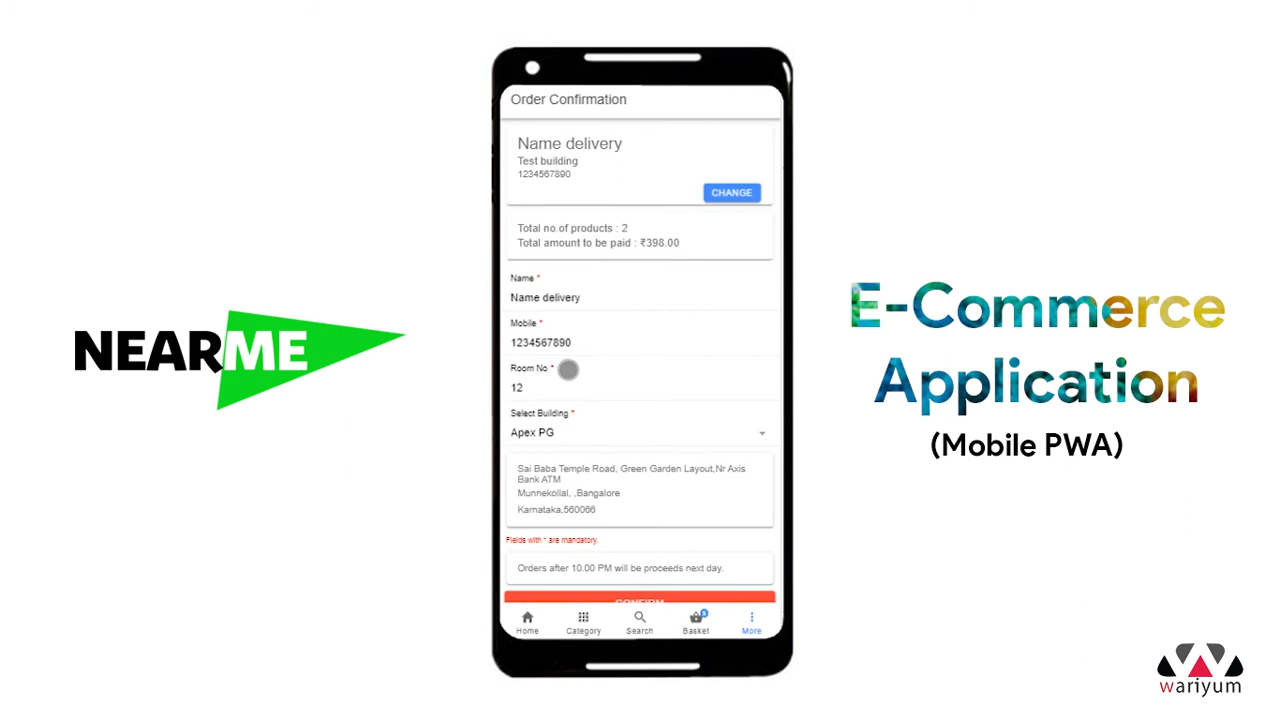 NEARME
Order Confirmation
Name delivery
Test building
1234567890
CHANGE
Total no.of products : 2
Total amount to be paid : ₹398.00
Name *
Name delivery
Mobile *
1234567890
Room No *
12
Select Building *
Apex PG
Sai Baba Temple Road, Green Garden Layout,Nr Axis
Bank ATM
Munnekollal, ,Bangalore
Karnataka,560066
Fields with * are mandatory.
Orders after 10.00 PM will be proceeds next day.
CONFIRM
Home Category Search Basket More
E-Commerce
Application
(Mobile PWA)
wariyum